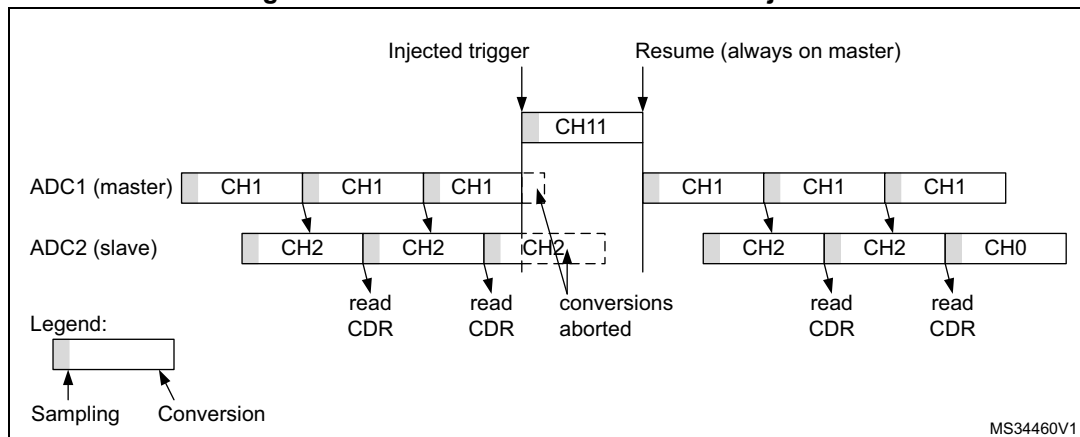 Injected trigger
Resume (always on master)
CH11
ADC1 (master)
CH1
CH1
CH1
CH1
CH1
CH1
ADC2 (slave)
CH2
CH2
CH2
CH2
CH2
CH0
read
CDR
read
CDR
conversions
aborted
read
CDR
read
CDR
Legend:
Sampling
Conversion
MS34460V1